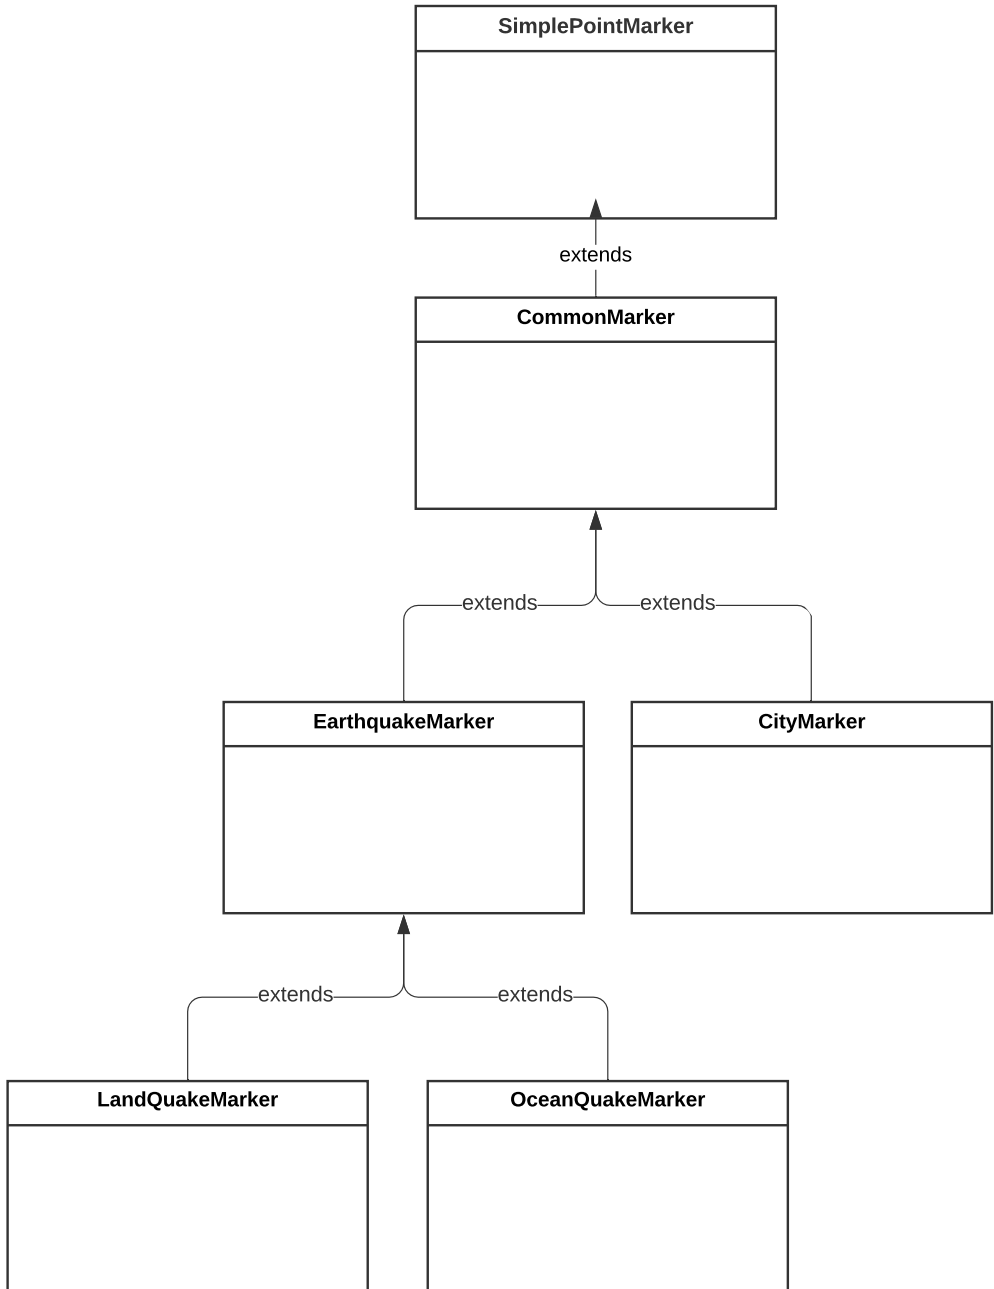 SimplePointMarker
extends
CommonMarker
extends
extends
EarthquakeMarker
CityMarker
extends
extends
LandQuakeMarker
OceanQuakeMarker